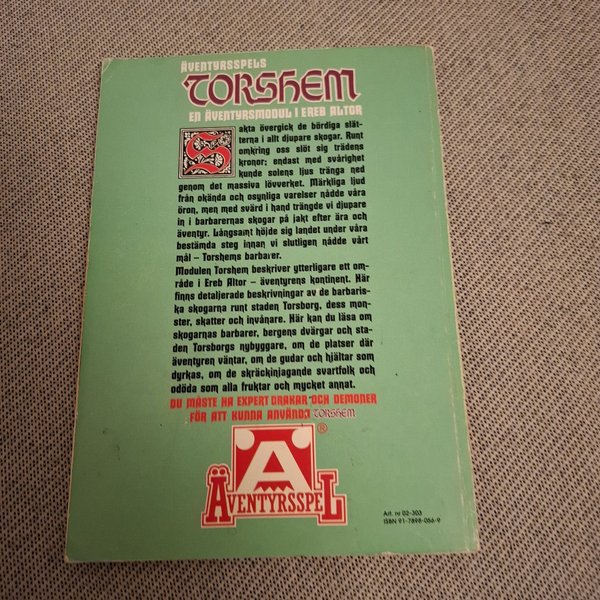 ÄVENTYRSSPELS
TORSHEM
EN ÄVENTYRSMODUL I EREB ALTOR
Sakta övergick de bördiga slät-
terna i allt djupare skogar. Runt
omkring oss slöt sig trädens
kronor; endast med svårighet
kunde solens ljus tränga ned
genom det massiva lövverket. Märkliga ljud
från okända och osynliga varelser nådde våra
öron, men med svärd i hand trängde vi djupare
in i barbarernas skogar på jakt efter ära och
äventyr. Långsamt höjde sig landet under våra
bestämda steg innan vi slutligen nådde vårt
mål – Torshems barbarer.
Modulen Torshem beskriver ytterligare ett om-
råde i Ereb Altor – äventyrens kontinent. Här
finns detaljerade beskrivningar av de barbaris-
ka skogarna runt staden Torsborg, dess mon-
ster, skatter och invånare. Här kan du läsa om
skogarnas barbarer, bergens dvärgar och sta-
den Torsborgs nybyggare, om de platser där
äventyren väntar, om de gudar och hjältar som
dyrkas, om de skräckinjagande svartfolk och
odöda som alla fruktar och mycket annat.
DU MÅSTE HA EXPERT DRAKAR OCH DEMONER
FÖR ATT KUNNA ANVÄNDA TORSHEM
Ä ®
ÄVENTYRSSPEL
Art. nr 02-303
ISBN 91-7898-056-9